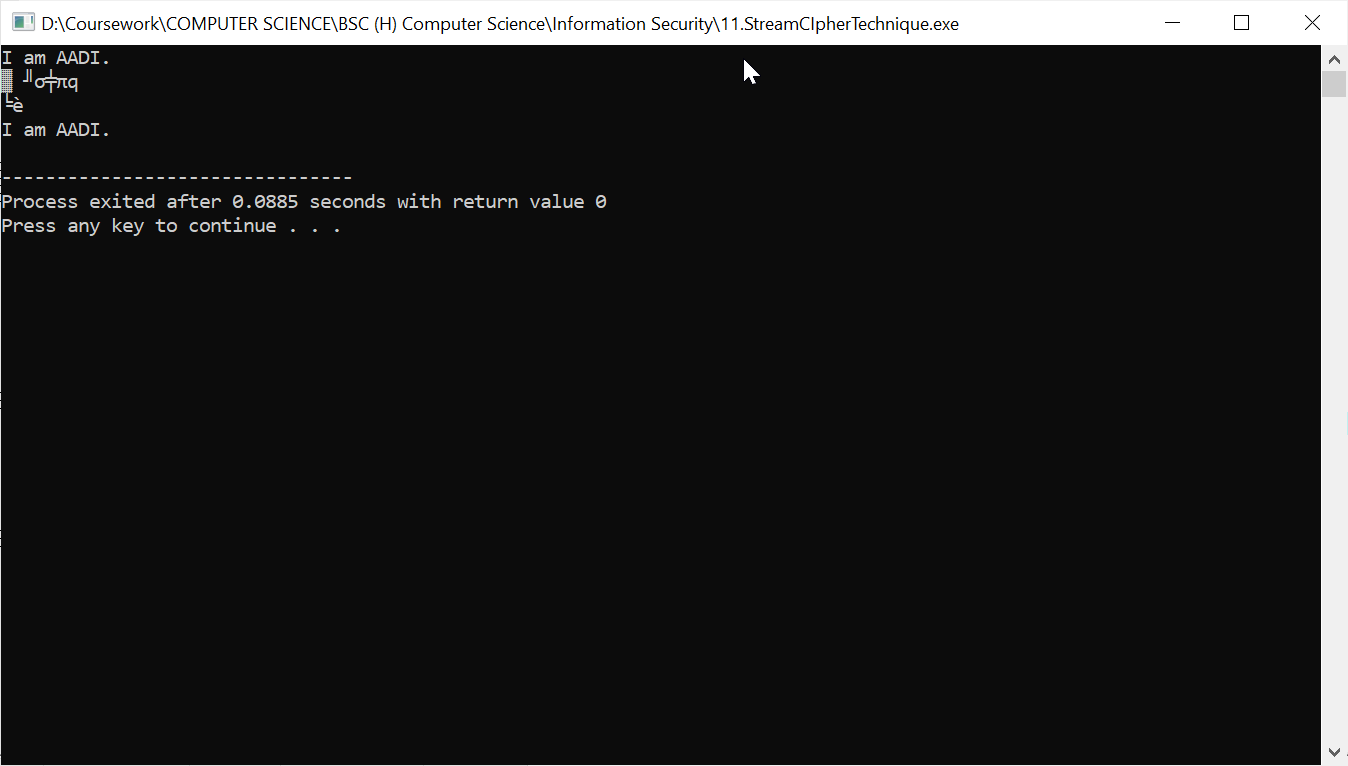 D:\Coursework\COMPUTER SCIENCE\BSC (H) Computer Science\Information Security\11.StreamCIpherTechnique.exe
I am AADI.
▓ ╜σ╪πq
╘è
I am AADI.
--------------------------------
Process exited after 0.0885 seconds with return value 0
Press any key to continue . . .